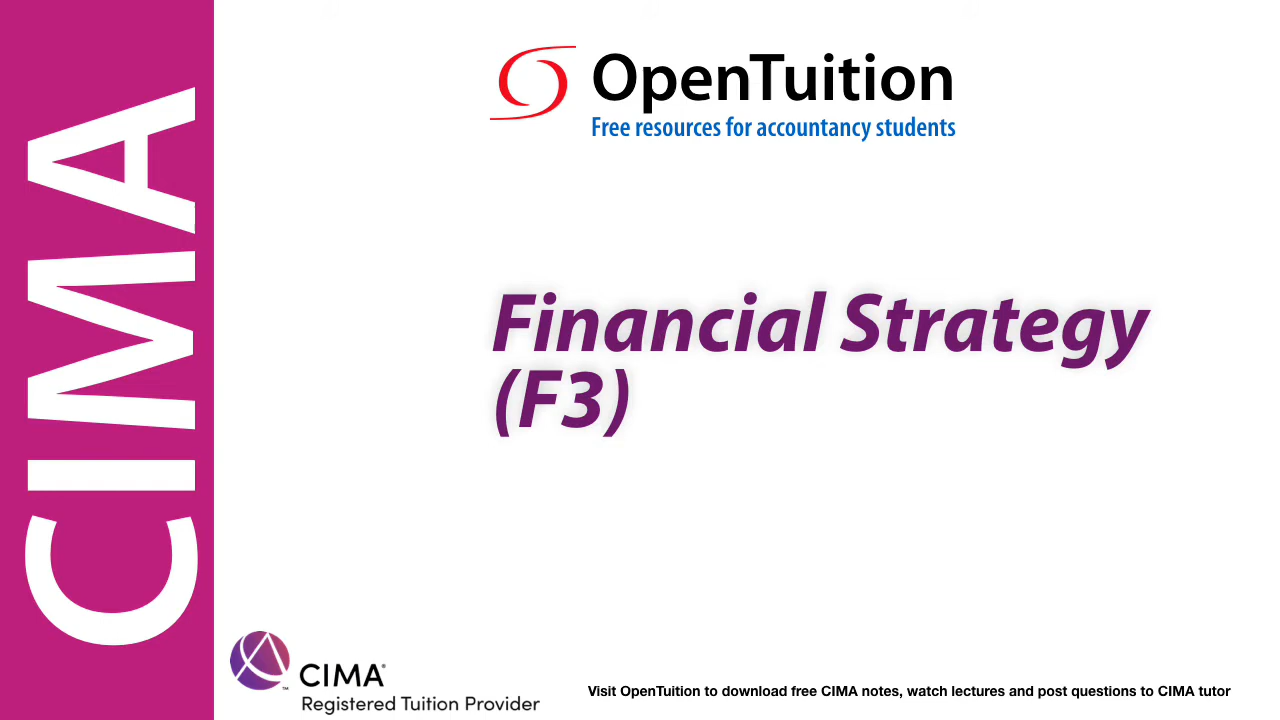 CIMA
OpenTuition
Free resources for accountancy students
Financial Strategy
(F3)
CIMA®
Registered Tuition Provider
Visit OpenTuition to download free CIMA notes, watch lectures and post questions to CIMA tutor